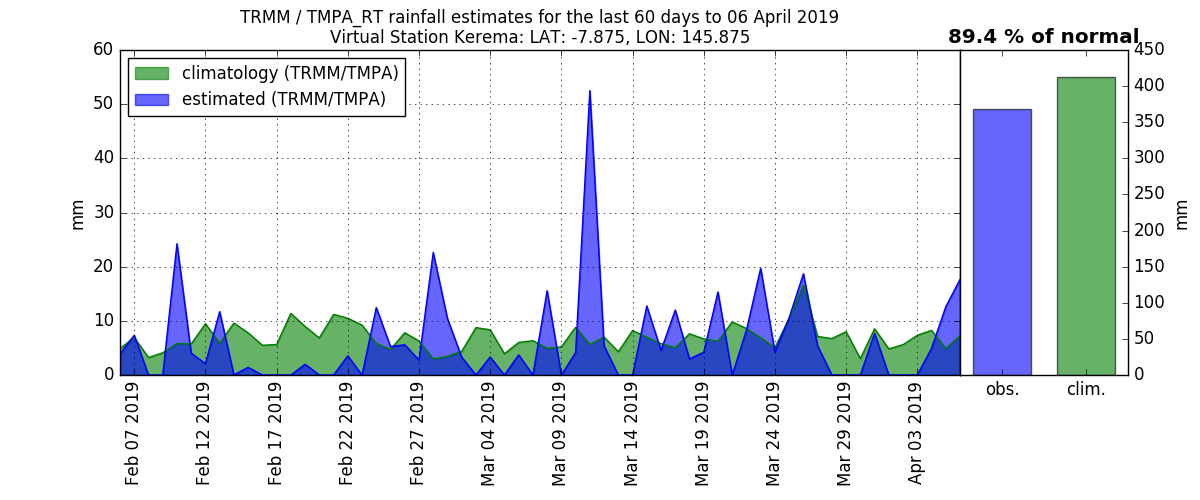 TRMM / TMPA_RT rainfall estimates for the last 60 days to 06 April 2019
Virtual Station Kerema: LAT: -7.875, LON: 145.875
89.4 % of normal
climatology (TRMM/TMPA)
estimated (TRMM/TMPA)
60
50
40
30
20
10
0
mm
450
400
350
300
250
200
150
100
50
0
mm
Feb 07 2019
Feb 12 2019
Feb 17 2019
Feb 22 2019
Feb 27 2019
Mar 04 2019
Mar 09 2019
Mar 14 2019
Mar 19 2019
Mar 24 2019
Mar 29 2019
Apr 03 2019
obs.
clim.